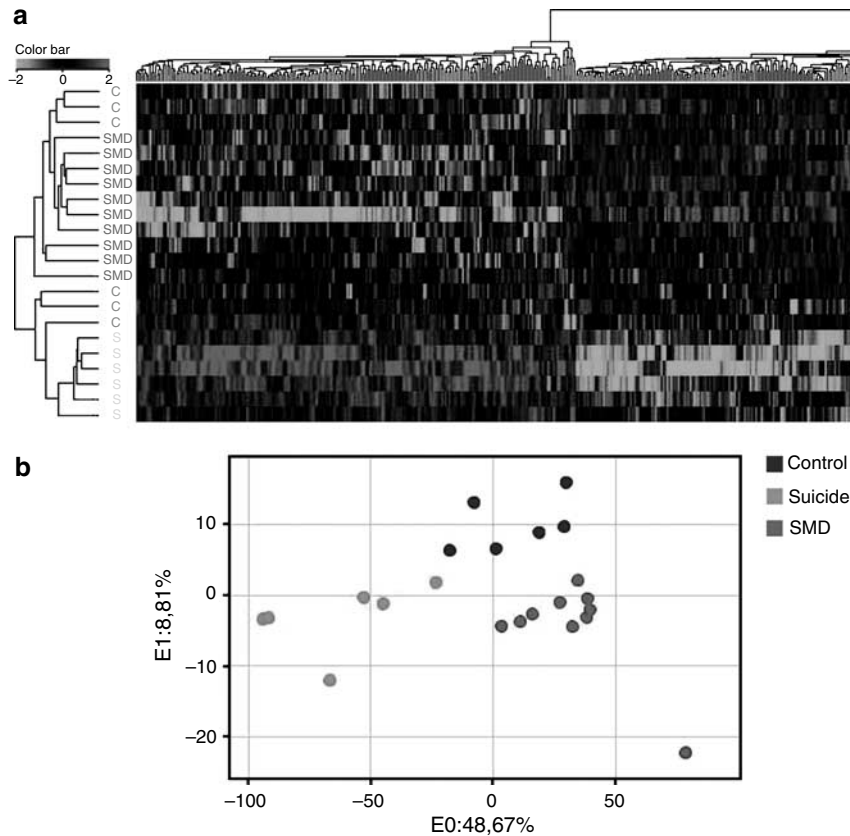 a
Color bar
−2 0 2
C
C
C
SMD
SMD
SMD
SMD
SMD
SMD
SMD
SMD
SMD
SMD
C
C
C
S
S
S
S
S
S
b
Control
Suicide
SMD
10
0
−10
−20
E1:8,81%
−100 −50 0 50
E0:48,67%